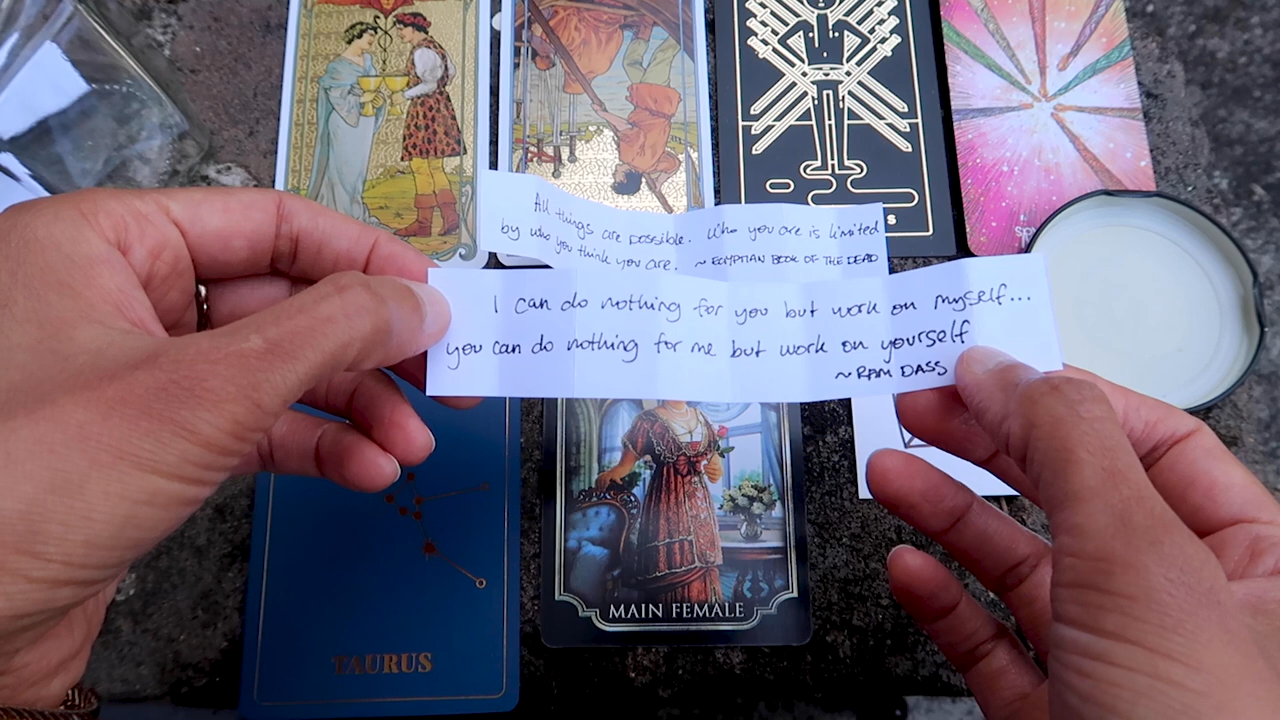 All things are possible. Who you are is limited
by who you think you are. ~ EGYPTIAN BOOK OF THE DEAD
I can do nothing for you but work on myself...
you can do nothing for me but work on yourself
~RAM DASS
MAIN FEMALE
TAURUS